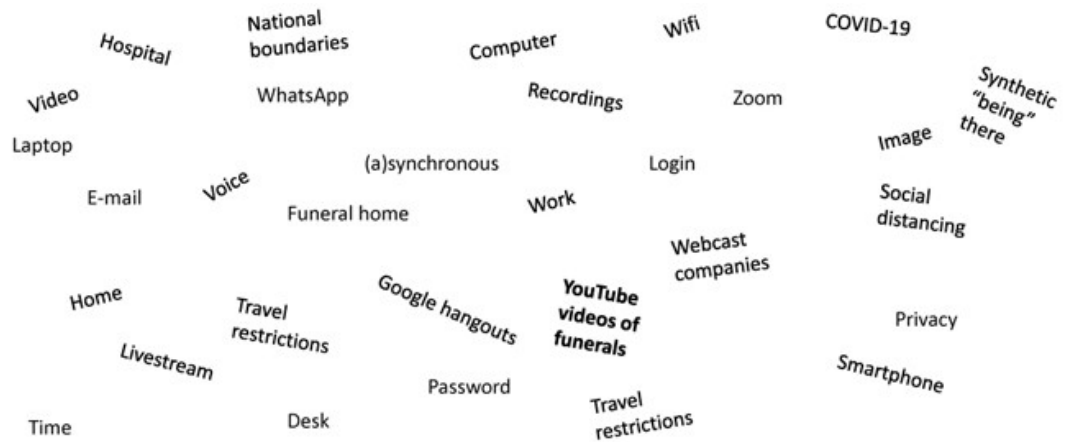 Hospital
National
boundaries
Computer
Wifi
COVID-19
Video
WhatsApp
Recordings
Zoom
Synthetic
"being"
there
Laptop
(a)synchronous
Login
Image
E-mail
Voice
Funeral home
Work
Social
distancing
Webcast
companies
Home
Travel
restrictions
Google hangouts
YouTube
videos of
funerals
Privacy
Livestream
Password
Smartphone
Time
Desk
Travel
restrictions